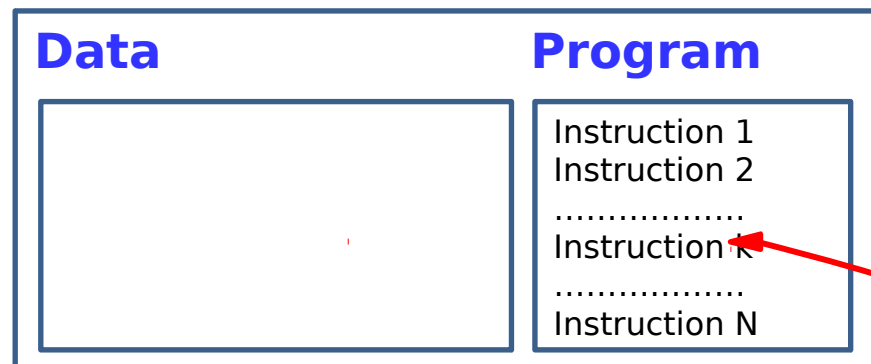 Data
Program
Instruction 1
Instruction 2
..................
Instruction k
..................
Instruction N